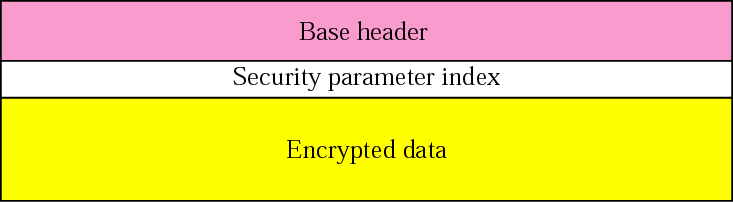 Base header
Security parameter index
Encrypted data